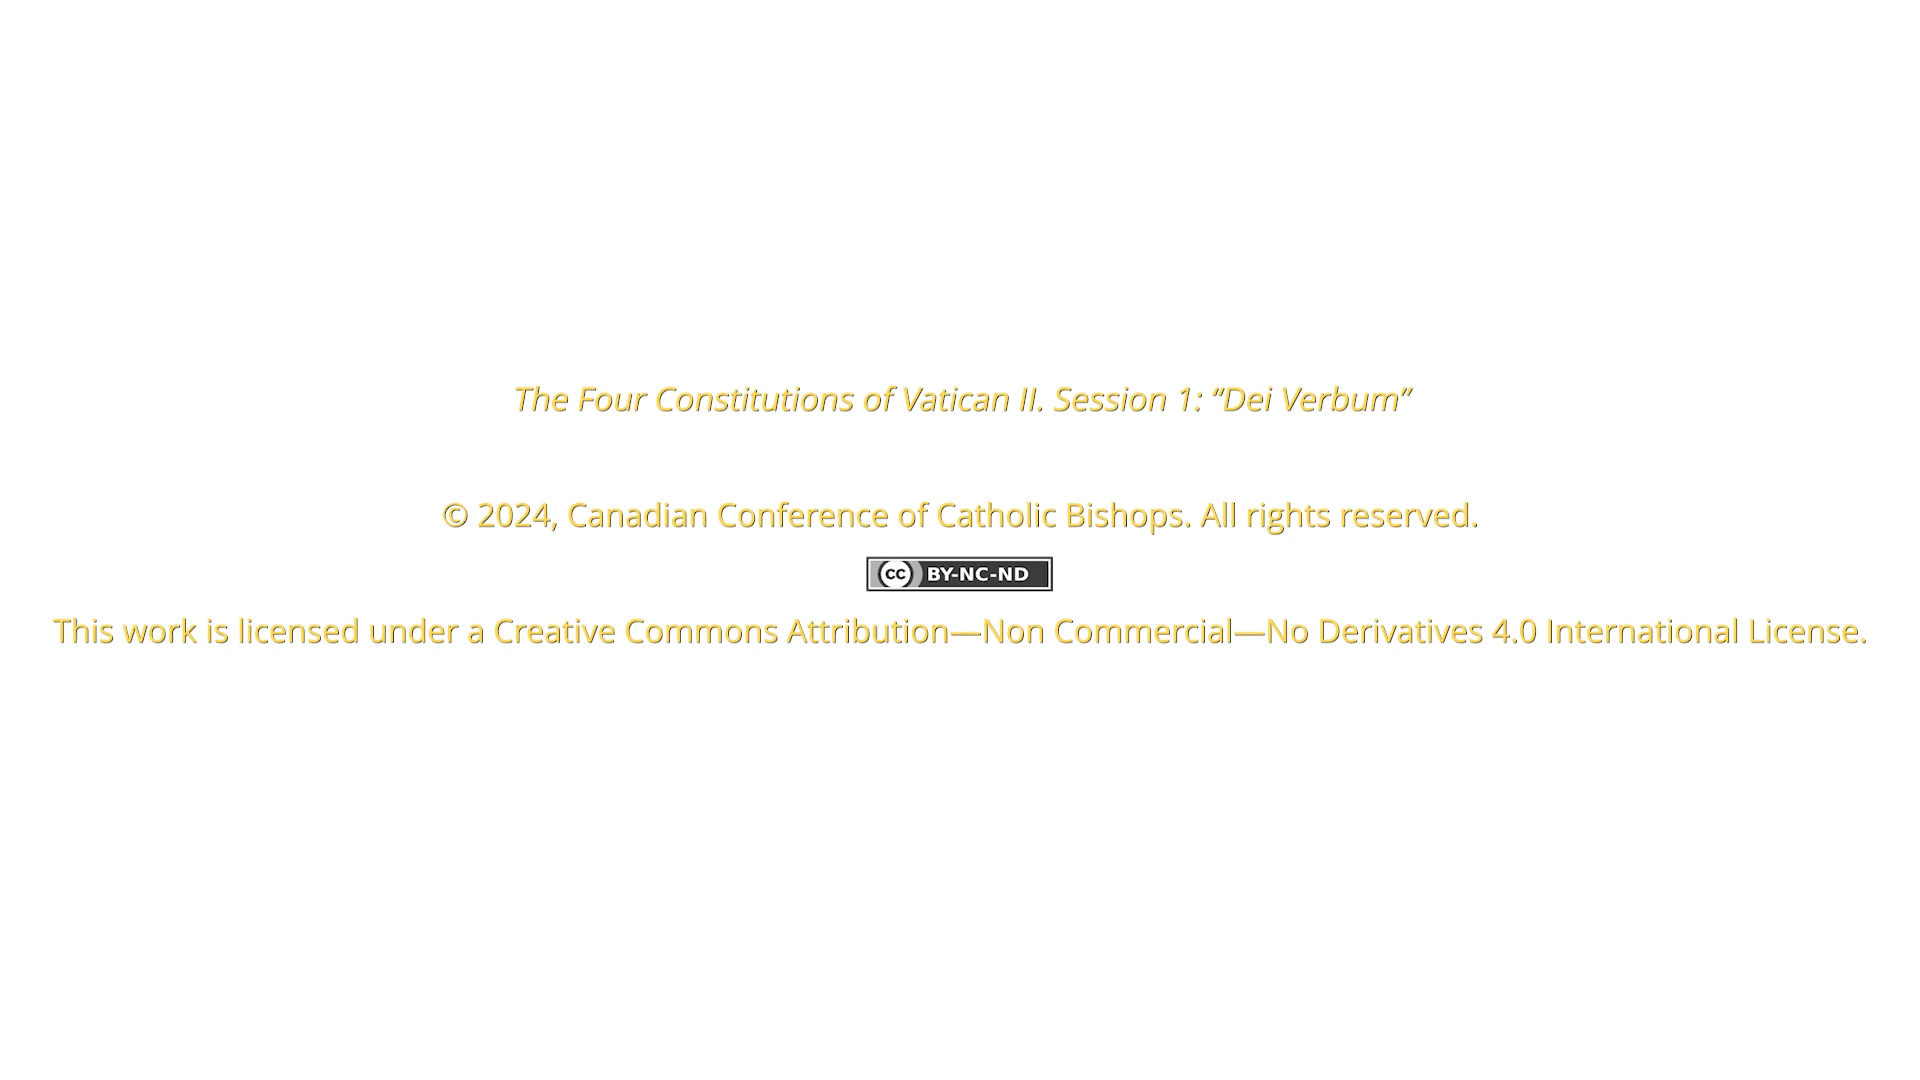 The Four Constitutions of Vatican II. Session 1: “Dei Verbum”
© 2024, Canadian Conference of Catholic Bishops. All rights reserved.
cc BY-NC-ND
This work is licensed under a Creative Commons Attribution—Non Commercial—No Derivatives 4.0 International License.